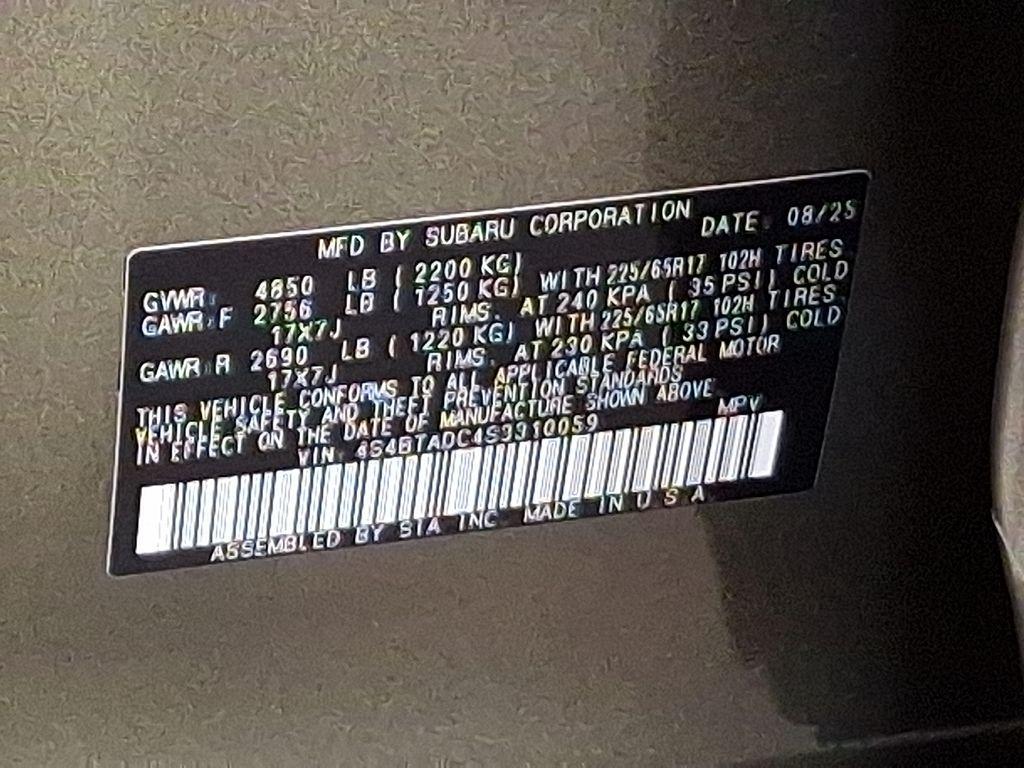 MFD BY SUBARU CORPORATION DATE: 08/25
GVWR: 4850 LB ( 2200 KG)
GAWR:F 2756 LB ( 1250 KG) WITH 225/65R17 102H TIRES
17X7J RIMS. AT 240 KPA ( 35 PSI) COLD
GAWR:R 2690 LB ( 1220 KG) WITH 225/65R17 102H TIRES
17X7J RIMS. AT 230 KPA ( 33 PSI) COLD
THIS VEHICLE CONFORMS TO ALL APPLICABLE FEDERAL MOTOR
VEHICLE SAFETY AND THEFT PREVENTION STANDARDS
IN EFFECT ON THE DATE OF MANUFACTURE SHOWN ABOVE.
VIN: MPV
ASSEMBLED BY SIA INC. MADE IN U S A